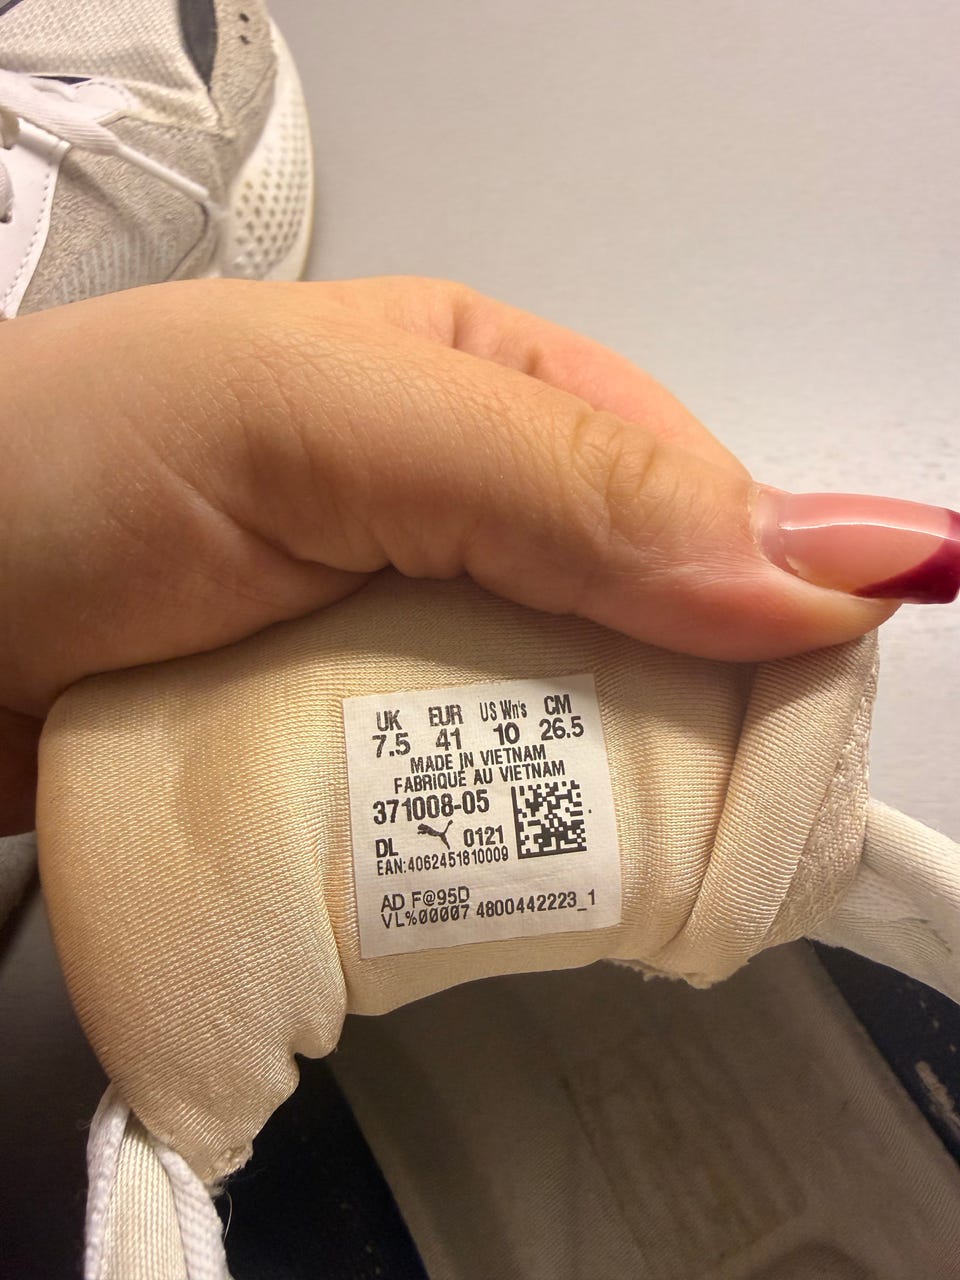 UK EUR US Wn's CM
7.5 41 10 26.5
MADE IN VIETNAM
FABRIQUÉ AU VIETNAM
371008-05
DL 0121
EAN:4062451810009
AD F@95D
VL%00007 4800442223_1